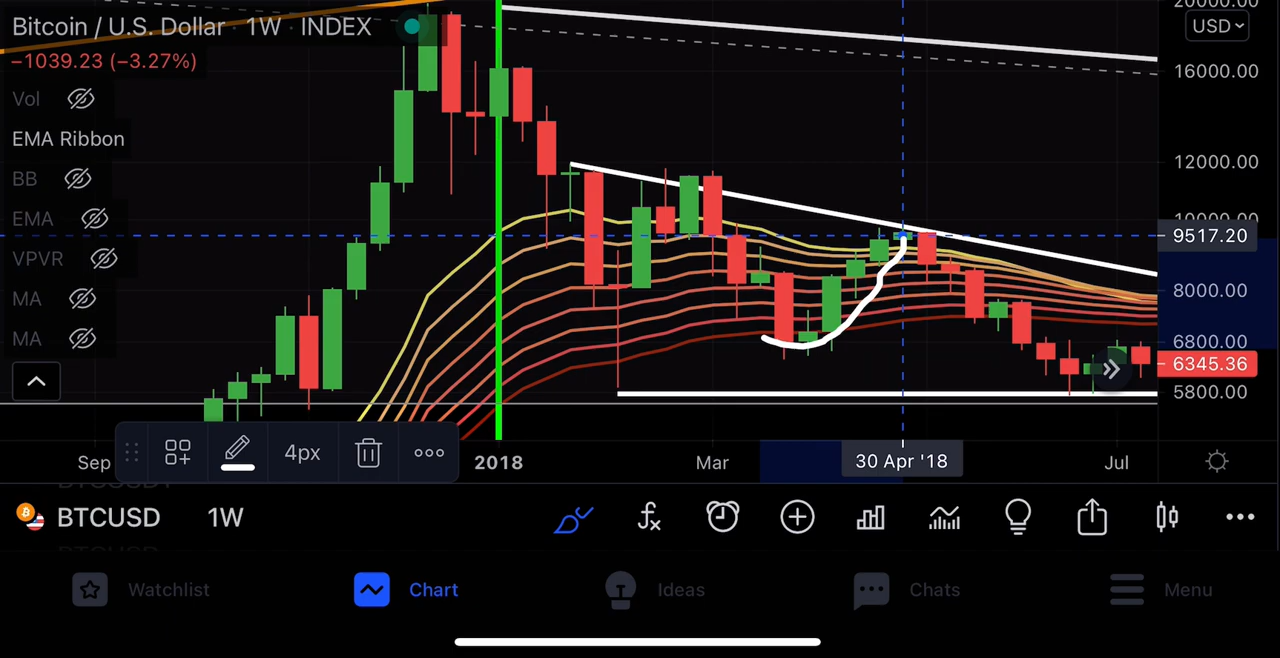 Bitcoin / U.S. Dollar · 1W · INDEX
−1039.23 (−3.27%)
Vol
EMA Ribbon
BB
EMA
VPVR
MA
MA
20000.00
USD
16000.00
12000.00
10000.00
9517.20
8000.00
6800.00
6345.36
5800.00
4px
Sep
2018
Mar
30 Apr '18
Jul
BTCUSD
1W
Watchlist
Chart
Ideas
Chats
Menu